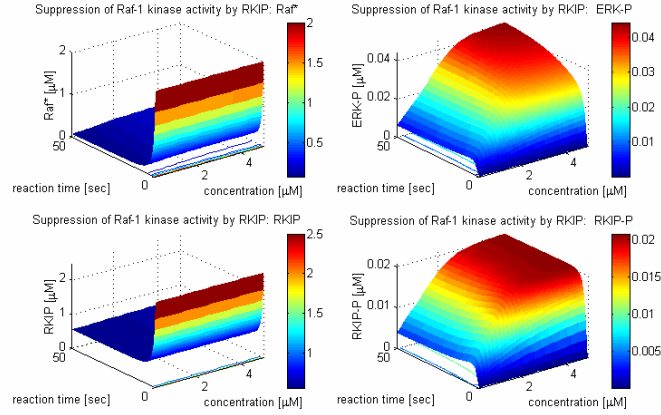 Suppression of Raf-1 kinase activity by RKIP: Raf*
2
1
0
50
0
2
4
Raf* [µM]
reaction time [sec]
concentration [µM]
2
1.5
1
0.5
Suppression of Raf-1 kinase activity by RKIP: ERK-P
0.04
0.02
0
50
0
2
4
ERK-P [µM]
reaction time [sec]
concentration [µM]
0.04
0.03
0.02
0.01
Suppression of Raf-1 kinase activity by RKIP: RKIP
2
1
0
50
0
2
4
RKIP [µM]
reaction time [sec]
concentration [µM]
2.5
2
1.5
1
Suppression of Raf-1 kinase activity by RKIP: RKIP-P
0.02
0.01
0
50
0
2
4
RKIP-P [µM]
reaction time [sec]
concentration [µM]
0.02
0.015
0.01
0.005